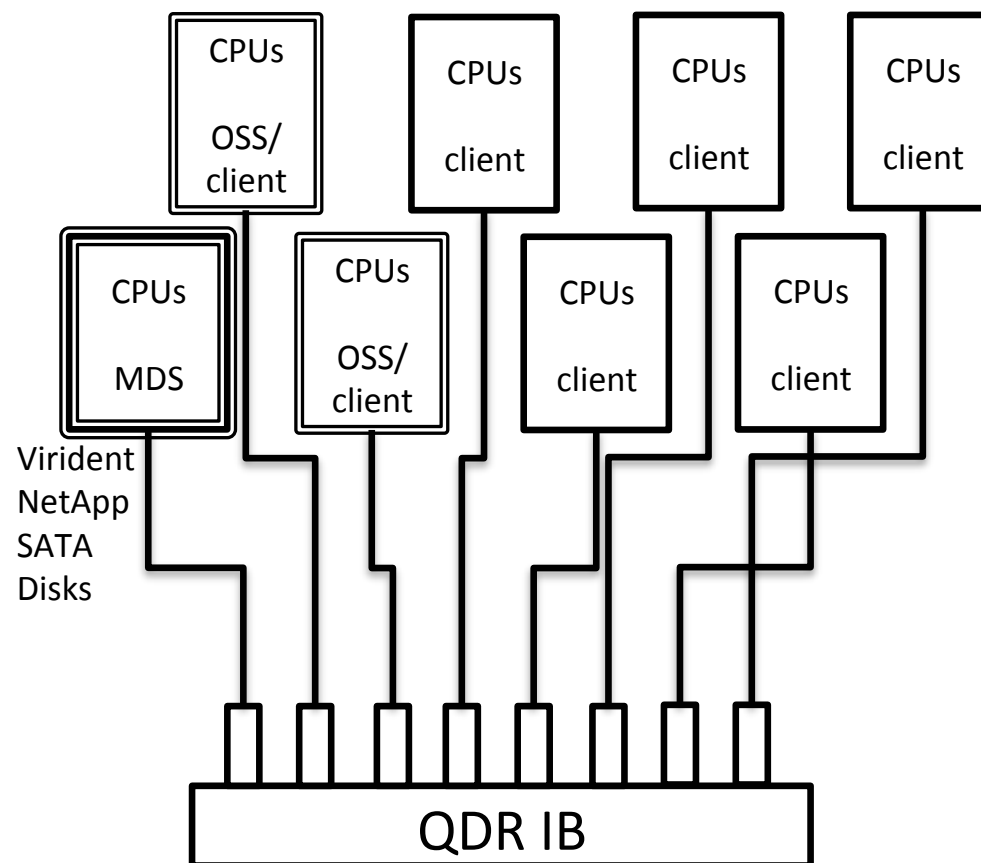 CPUs
OSS/
client
CPUs
client
CPUs
client
CPUs
client
CPUs
MDS
CPUs
OSS/
client
CPUs
client
CPUs
client
Virident
NetApp
SATA
Disks
QDR IB